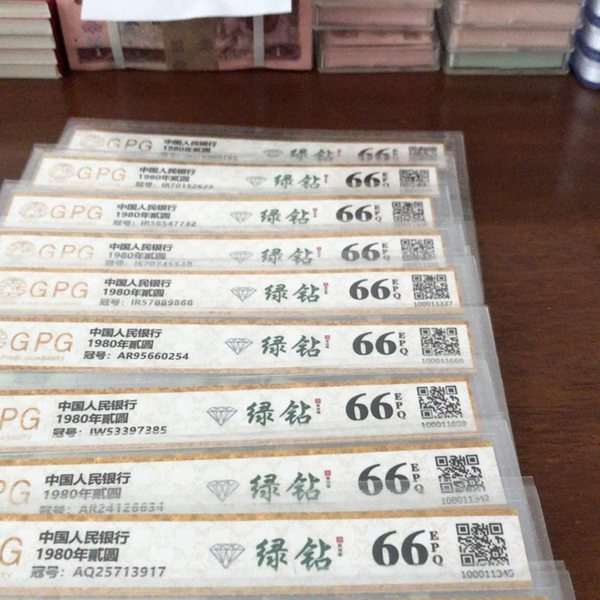 GPG
中国人民银行
1980年贰圆
绿钻
66
GPG
中国人民银行
1980年贰圆
冠号: IR70152622
绿钻
66
GPG
中国人民银行
1980年贰圆
冠号: IR56547732
绿钻
66
GPG
中国人民银行
1980年贰圆
绿钻
66
EPQ
GPG
中国人民银行
1980年贰圆
冠号: IR57889866
绿钻
66
EPQ
100011337
GPG
中国人民银行
1980年贰圆
冠号: AR95660254
绿钻
66
EPQ
PG
中国人民银行
1980年贰圆
冠号: IW53397385
绿钻
66
EPQ
PG
中国人民银行
1980年贰圆
冠号: AR24126634
绿钻
66
EPQ
100011342
PG
中国人民银行
1980年贰圆
冠号: AQ25713917
绿钻
66
EPQ
100011345